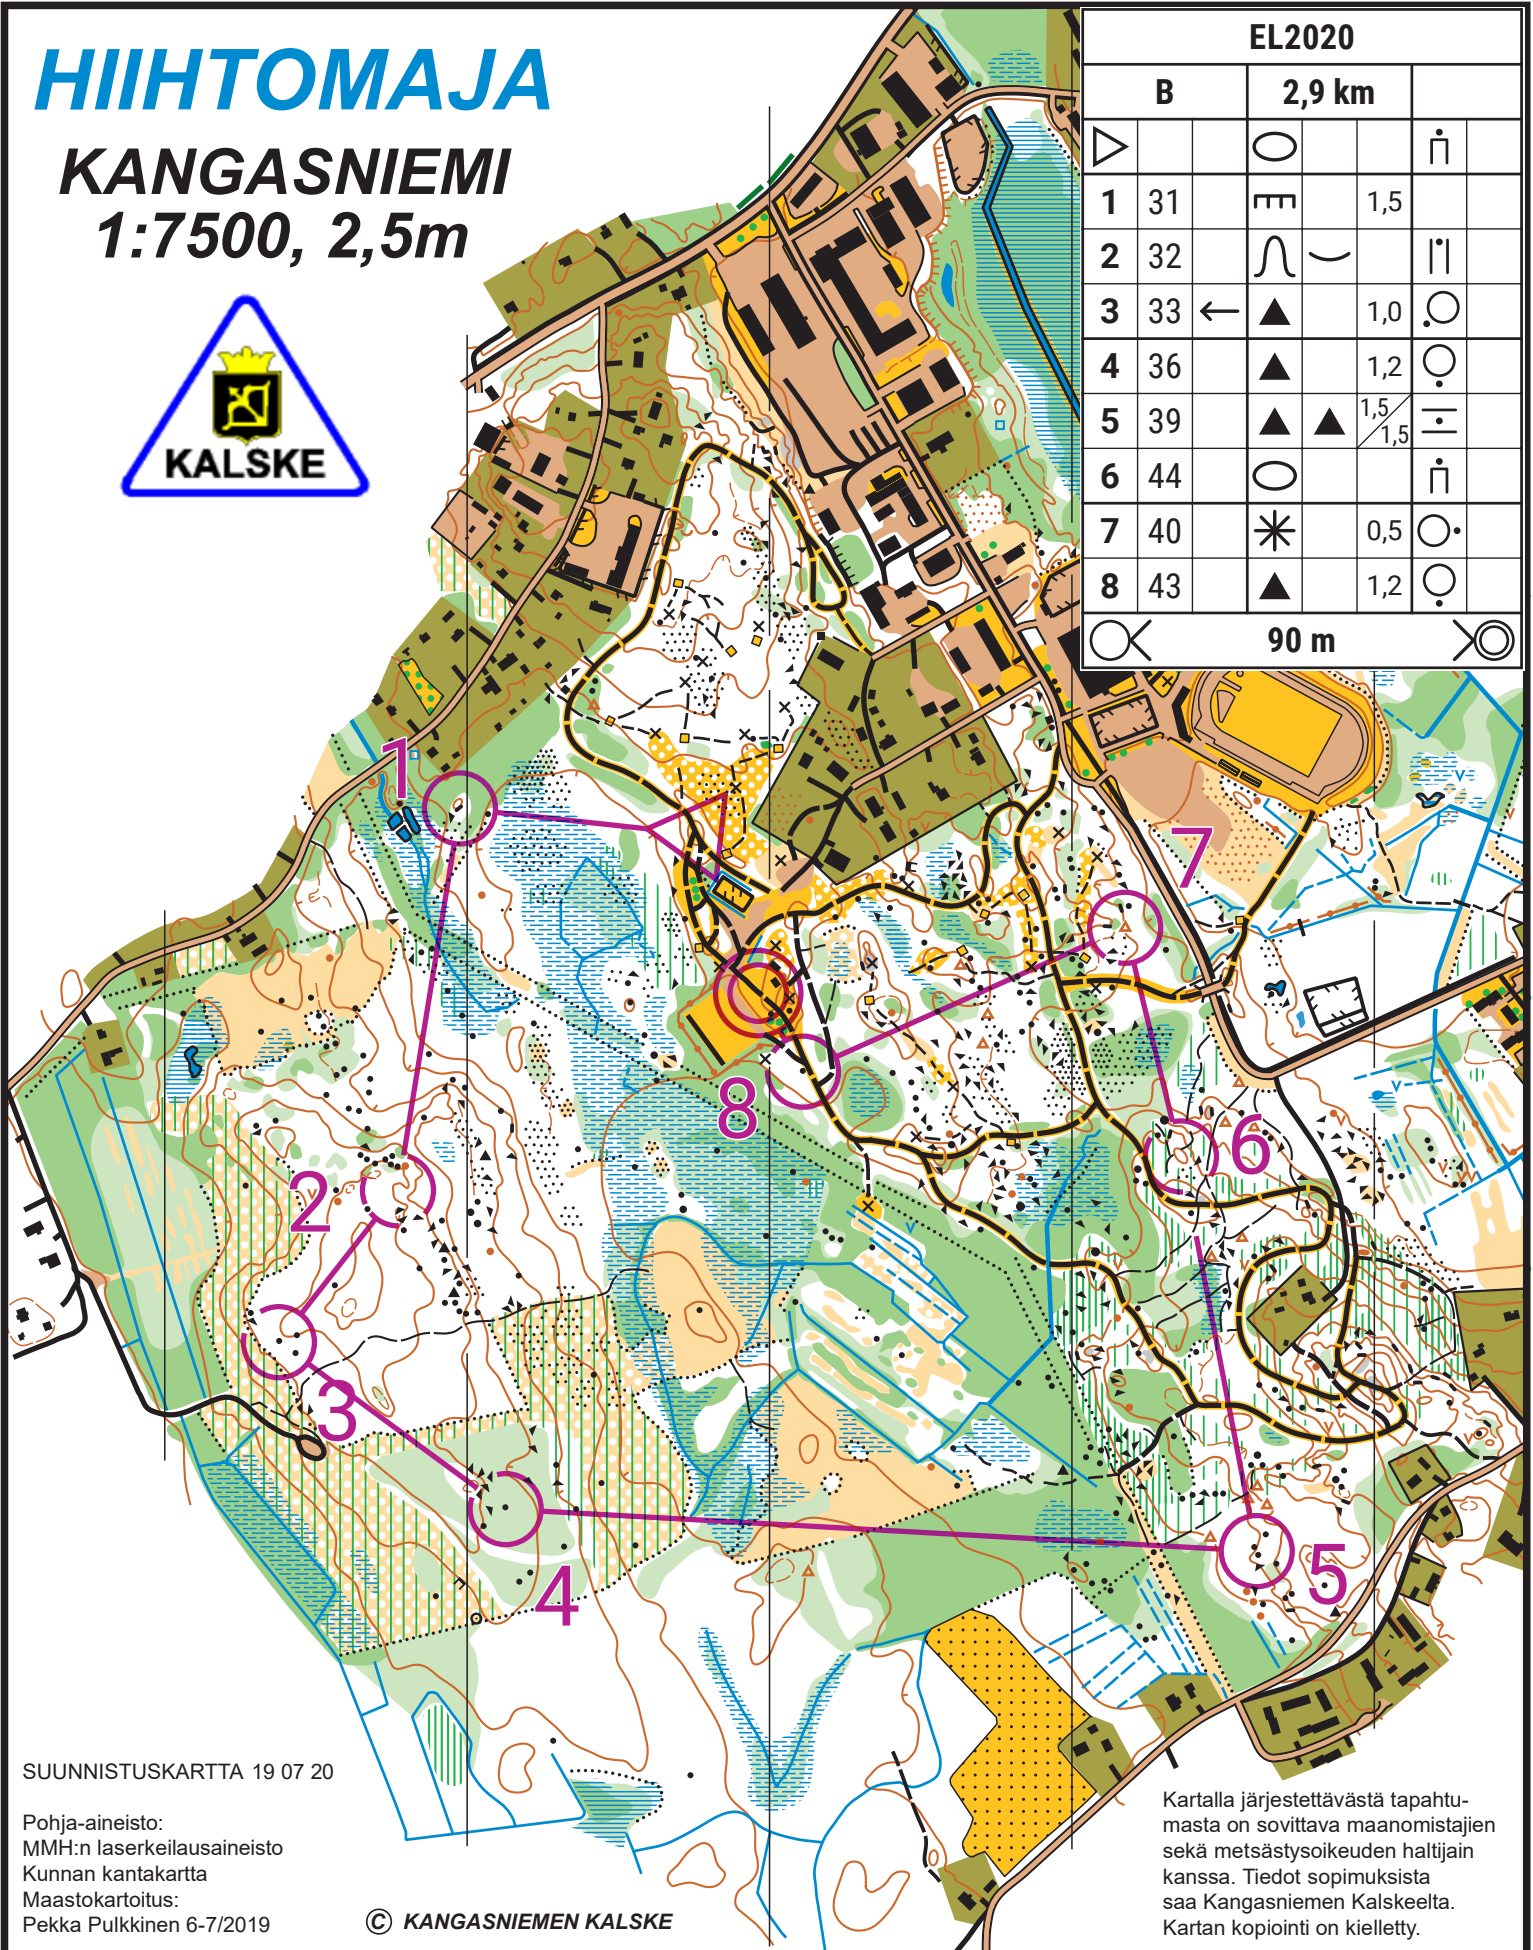 HIIHTOMAJA
KANGASNIEMI
1:7500, 2,5m
KALSKE
EL2020
B 2,9 km
1 31 1,5
2 32
3 33 1,0
4 36 1,2
5 39 1,5/1,5
6 44
7 40 0,5
8 43 1,2
90 m
1
7
8
6
2
3
5
4
SUUNNISTUSKARTTA 19 07 20
Pohja-aineisto:
MMH:n laserkeilausaineisto
Kunnan kantakartta
Maastokartoitus:
Pekka Pulkkinen 6-7/2019
© KANGASNIEMEN KALSKE
Kartalla järjestettävästä tapahtu-
masta on sovittava maanomistajien
sekä metsästysoikeuden haltijain
kanssa. Tiedot sopimuksista
saa Kangasniemen Kalskeelta.
Kartan kopiointi on kielletty.